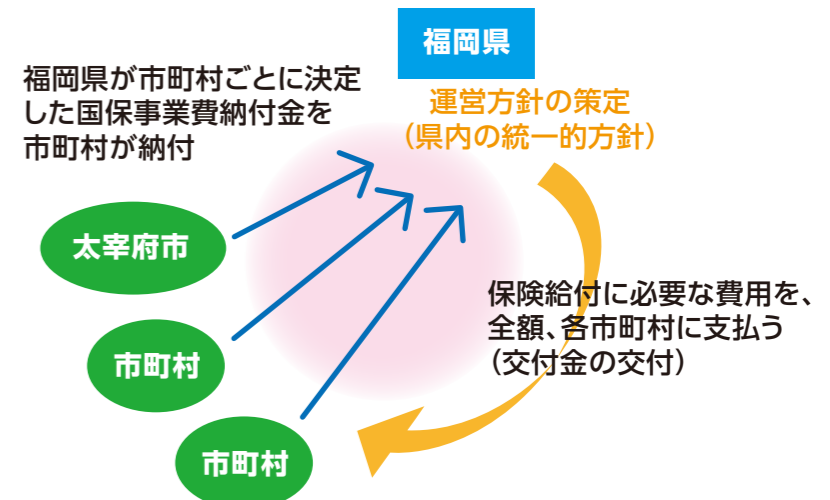 福岡県
福岡県が市町村ごとに決定
した国保事業費納付金を
市町村が納付
運営方針の策定
（県内の統一的方針）
太宰府市
市町村
市町村
保険給付に必要な費用を、
全額、各市町村に支払う
（交付金の交付）